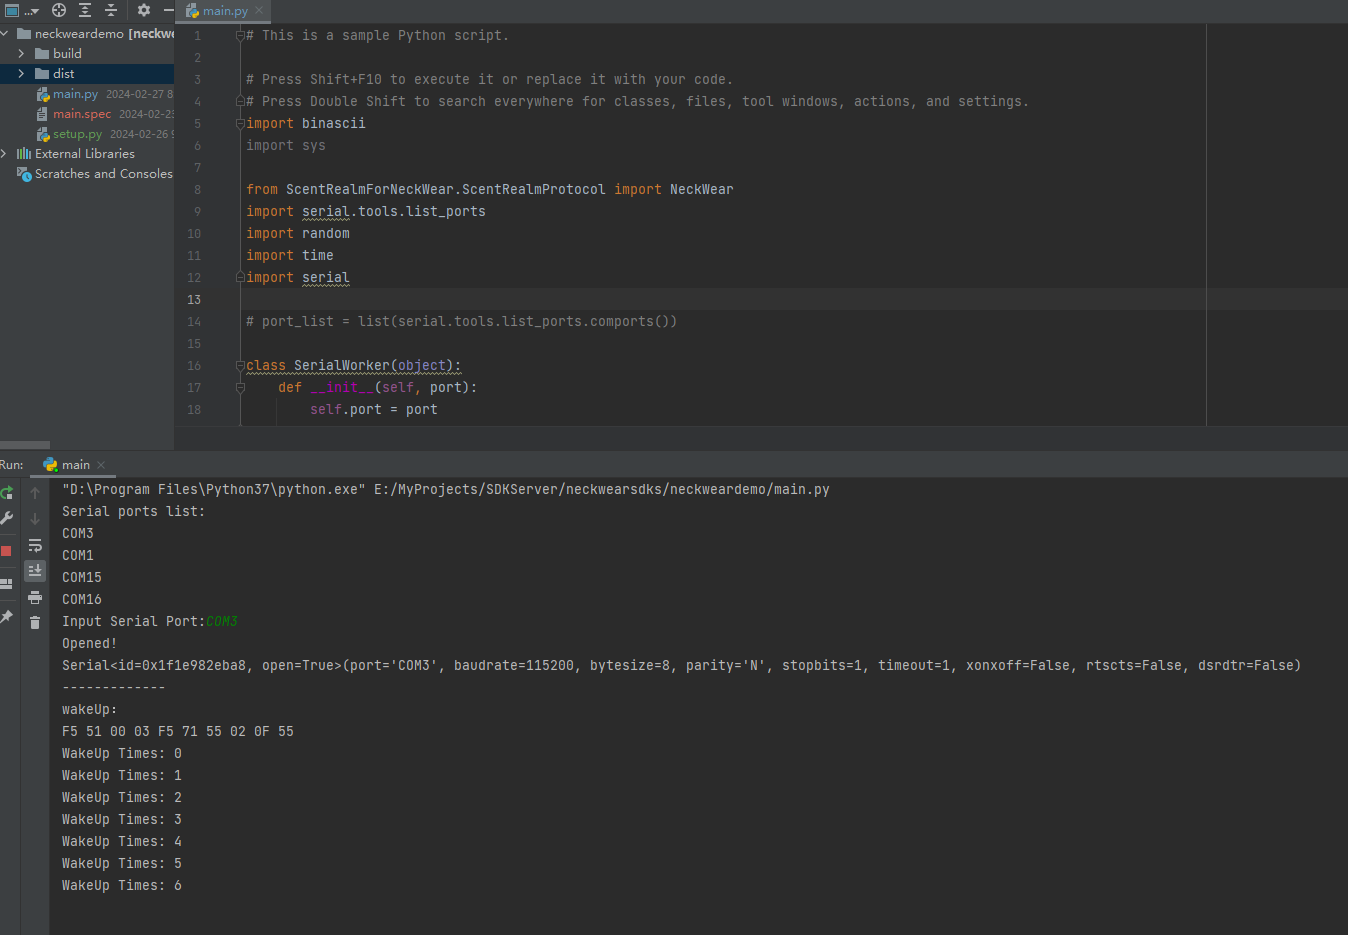 main.py
neckweardemo [neckwe
build
dist
main.py 2024-02-27 8
main.spec 2024-02-23
setup.py 2024-02-26 9
External Libraries
Scratches and Consoles
1 # This is a sample Python script.
2
3 # Press Shift+F10 to execute it or replace it with your code.
4 # Press Double Shift to search everywhere for classes, files, tool windows, actions, and settings.
5 import binascii
6 import sys
7
8 from ScentRealmForNeckWear.ScentRealmProtocol import NeckWear
9 import serial.tools.list_ports
10 import random
11 import time
12 import serial
13
14 # port_list = list(serial.tools.list_ports.comports())
15
16 class SerialWorker(object):
17 def __init__(self, port):
18 self.port = port
Run: main
"D:\Program Files\Python37\python.exe" E:/MyProjects/SDKServer/neckwearsdks/neckweardemo/main.py
Serial ports list:
COM3
COM1
COM15
COM16
Input Serial Port:COM3
Opened!
Serial<id=0x1f1e982eba8, open=True>(port='COM3', baudrate=115200, bytesize=8, parity='N', stopbits=1, timeout=1, xonxoff=False, rtscts=False, dsrdtr=False)
-------------
wakeUp:
F5 51 00 03 F5 71 55 02 0F 55
WakeUp Times: 0
WakeUp Times: 1
WakeUp Times: 2
WakeUp Times: 3
WakeUp Times: 4
WakeUp Times: 5
WakeUp Times: 6